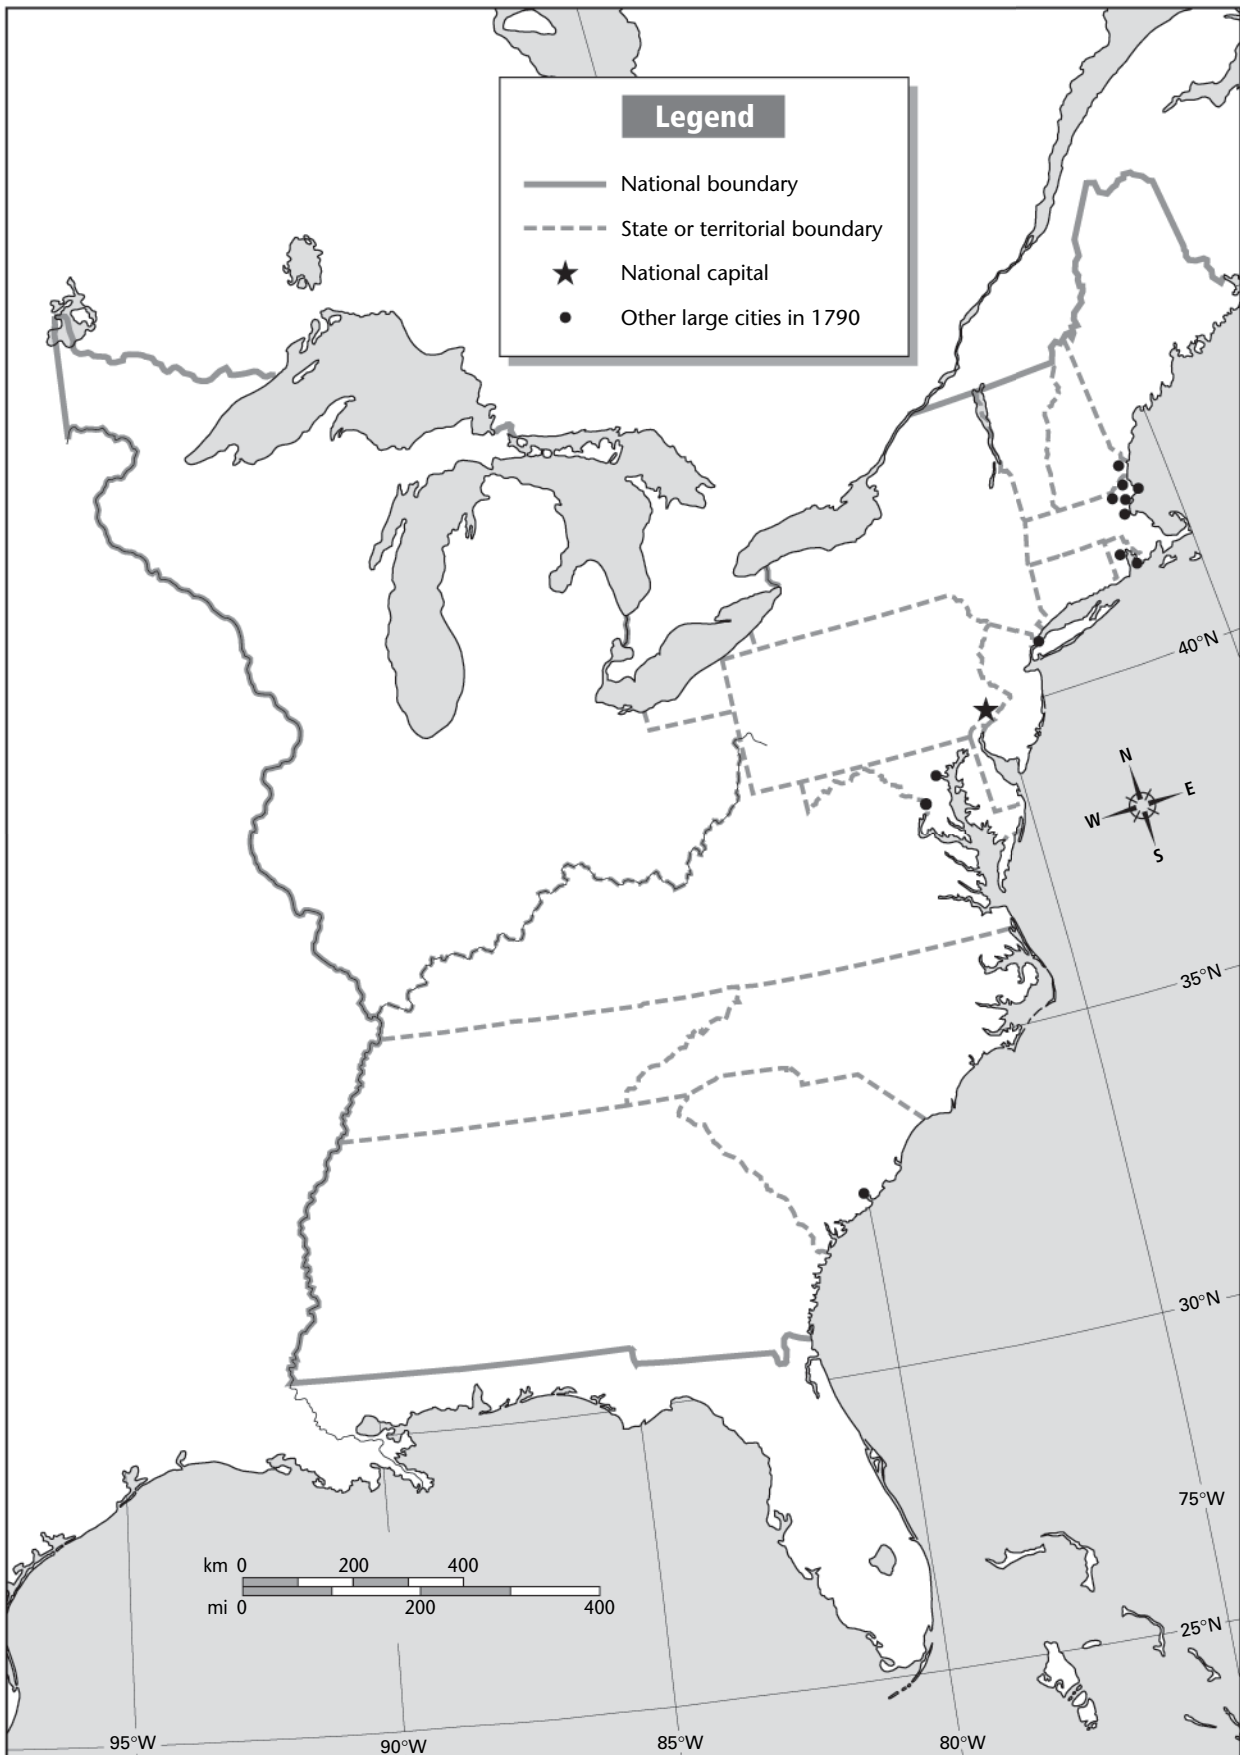 Legend
National boundary
State or territorial boundary
National capital
Other large cities in 1790
40°N
N
E
W
S
35°N
30°N
75°W
25°N
km 0 200 400
mi 0 200 400
95°W 90°W 85°W 80°W